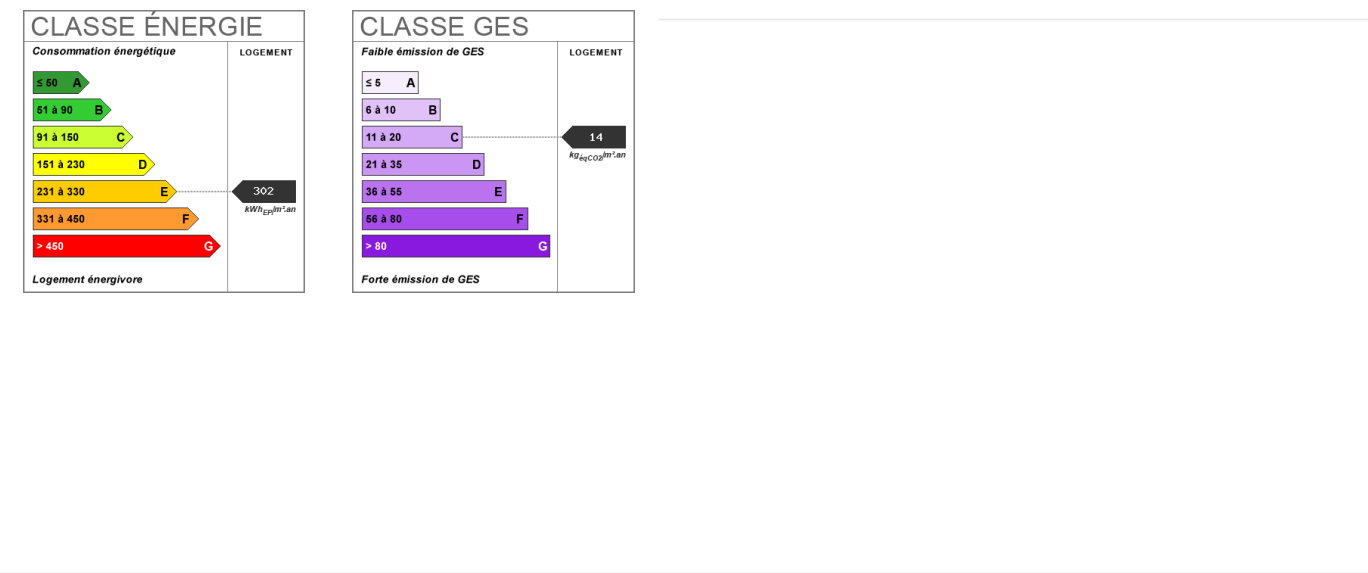 CLASSE ÉNERGIE
Consommation énergétique
LOGEMENT
≤ 50 A
51 à 90 B
91 à 150 C
151 à 230 D
231 à 330 E
302
kWhEP/m².an
331 à 450 F
> 450 G
Logement énergivore
CLASSE GES
Faible émission de GES
LOGEMENT
≤ 5 A
6 à 10 B
11 à 20 C
14
kgéqCO2/m².an
21 à 35 D
36 à 55 E
56 à 80 F
> 80 G
Forte émission de GES